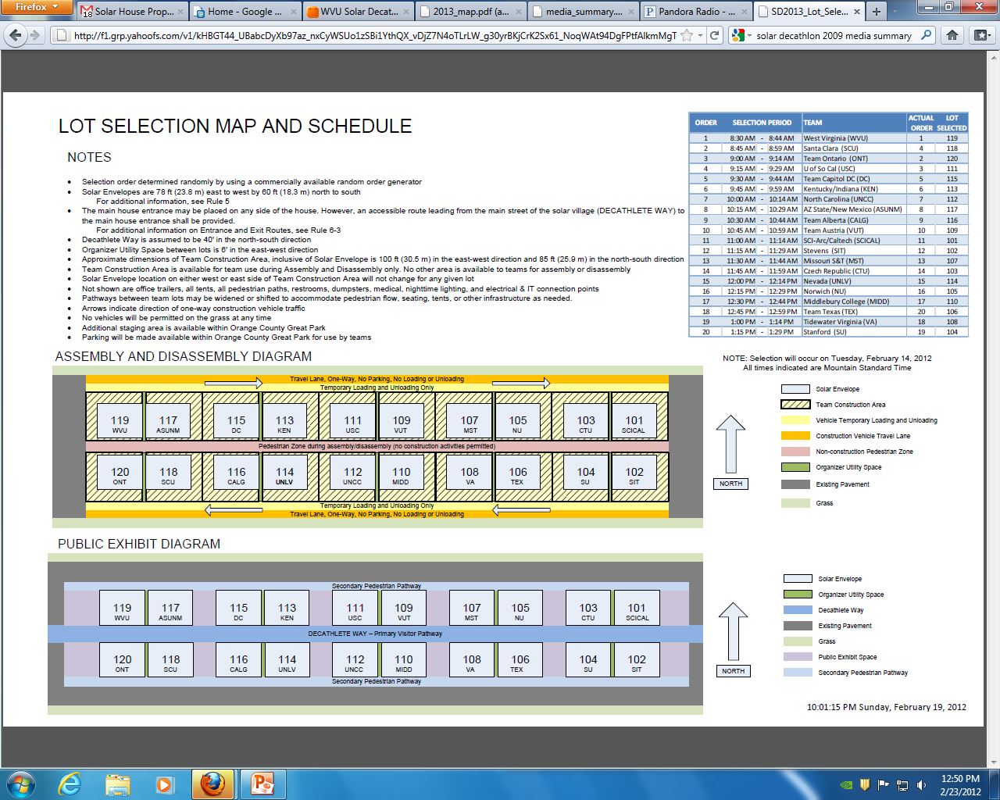 Firefox
18
Solar House Prop...
Home - Google ...
WVU Solar Decat...
2013_map.pdf (a...
media_summary....
Pandora Radio - ...
SD2013_Lot_Sele...
http://f1.grp.yahoofs.com/v1/kHBGT44_UBabcDyXb97az_nxCyWSUo1zSBi1YthQX_vDjZ7N4oTLrLW_g30yrBKjCrK2Sx61_NoqWAt94DgFPtfAlkmMgT
solar decathlon 2009 media summary
LOT SELECTION MAP AND SCHEDULE
NOTES
• Selection order determined randomly by using a commercially available random order generator
• Solar Envelopes are 78 ft (23.8 m) east to west by 60 ft (18.3 m) north to south
For additional information, see Rule 5
• The main house entrance may be placed on any side of the house. However, an accessible route leading from the main street of the solar village (DECATHLETE WAY) to
the main house entrance shall be provided.
For additional information on Entrance and Exit Routes, see Rule 6-3
• Decathlete Way is assumed to be 40' in the north-south direction
• Organizer Utility Space between lots is 6' in the east-west direction
• Approximate dimensions of Team Construction Area, inclusive of Solar Envelope is 100 ft (30.5 m) in the east-west direction and 85 ft (25.9 m) in the north-south direction
• Team Construction Area is available for team use during Assembly and Disassembly only. No other area is available to teams for assembly or disassembly
• Solar Envelope location on either west or east side of Team Construction Area will not change for any given lot
• Not shown are office trailers, all tents, all pedestrian paths, restrooms, dumpsters, medical, nighttime lighting, and electrical & IT connection points
• Pathways between team lots may be widened or shifted to accommodate pedestrian flow, seating, tents, or other infrastructure as needed.
• Arrows indicate direction of one-way construction vehicle traffic
• No vehicles will be permitted on the grass at any time
• Additional staging area is available within Orange County Great Park
• Parking will be made available within Orange County Great Park for use by teams
ORDER SELECTION PERIOD TEAM ACTUAL ORDER LOT SELECTED
1 8:30 AM - 8:44 AM West Virginia (WVU) 1 119
2 8:45 AM - 8:59 AM Santa Clara (SCU) 4 118
3 9:00 AM - 9:14 AM Team Ontario (ONT) 2 120
4 9:15 AM - 9:29 AM U of So Cal (USC) 3 111
5 9:30 AM - 9:44 AM Team Capitol DC (DC) 5 115
6 9:45 AM - 9:59 AM Kentucky/Indiana (KEN) 6 113
7 10:00 AM - 10:14 AM North Carolina (UNCC) 7 112
8 10:15 AM - 10:29 AM AZ State/New Mexico (ASUNM) 8 117
9 10:30 AM - 10:44 AM Team Alberta (CALG) 9 116
10 10:45 AM - 10:59 AM Team Austria (VUT) 10 109
11 11:00 AM - 11:14 AM SCI-Arc/Caltech (SCICAL) 11 101
12 11:15 AM - 11:29 AM Stevens (SIT) 12 102
13 11:30 AM - 11:44 AM Missouri S&T (MST) 13 107
14 11:45 AM - 11:59 AM Czech Republic (CTU) 14 103
15 12:00 PM - 12:14 PM Nevada (UNLV) 15 114
16 12:15 PM - 12:29 PM Norwich (NU) 16 105
17 12:30 PM - 12:44 PM Middlebury College (MIDD) 17 110
18 12:45 PM - 12:59 PM Team Texas (TEX) 20 106
19 1:00 PM - 1:14 PM Tidewater Virginia (VA) 18 108
20 1:15 PM - 1:29 PM Stanford (SU) 19 104
NOTE: Selection will occur on Tuesday, February 14, 2012
All times indicated are Mountain Standard Time
ASSEMBLY AND DISASSEMBLY DIAGRAM
Travel Lane, One-Way, No Parking, No Loading or Unloading
Temporary Loading and Unloading Only
119 117 115 113 111 109 107 105 103 101
WVU ASUNM DC KEN USC VUT MST NU CTU SCICAL
Pedestrian Zone during assembly/disassembly (no construction activities permitted)
120 118 116 114 112 110 108 106 104 102
ONT SCU CALG UNLV UNCC MIDD VA TEX SU SIT
Temporary Loading and Unloading Only
Travel Lane, One-Way, No Parking, No Loading or Unloading
NORTH
Solar Envelope
Team Construction Area
Vehicle Temporary Loading and Unloading
Construction Vehicle Travel Lane
Non-construction Pedestrian Zone
Organizer Utility Space
Existing Pavement
Grass
PUBLIC EXHIBIT DIAGRAM
Secondary Pedestrian Pathway
119 117 115 113 111 109 107 105 103 101
WVU ASUNM DC KEN USC VUT MST NU CTU SCICAL
DECATHLETE WAY – Primary Visitor Pathway
120 118 116 114 112 110 108 106 104 102
ONT SCU CALG UNLV UNCC MIDD VA TEX SU SIT
Secondary Pedestrian Pathway
NORTH
Solar Envelope
Organizer Utility Space
Decathlete Way
Existing Pavement
Grass
Public Exhibit Space
Secondary Pedestrian Pathway
10:01:15 PM Sunday, February 19, 2012
12:50 PM
2/23/2012